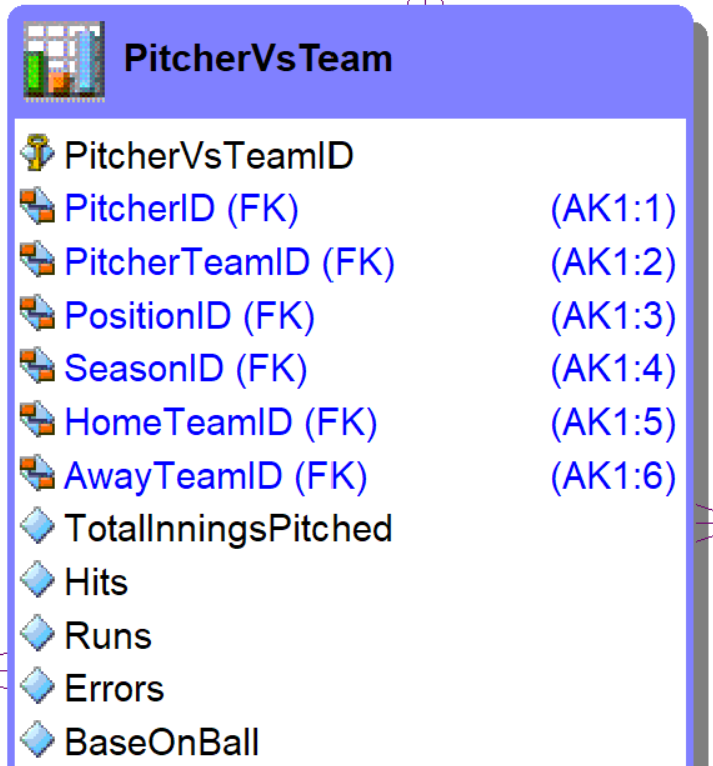 PitcherVsTeam
PitcherVsTeamID
PitcherID (FK) (AK1:1)
PitcherTeamID (FK) (AK1:2)
PositionID (FK) (AK1:3)
SeasonID (FK) (AK1:4)
HomeTeamID (FK) (AK1:5)
AwayTeamID (FK) (AK1:6)
TotalInningsPitched
Hits
Runs
Errors
BaseOnBall